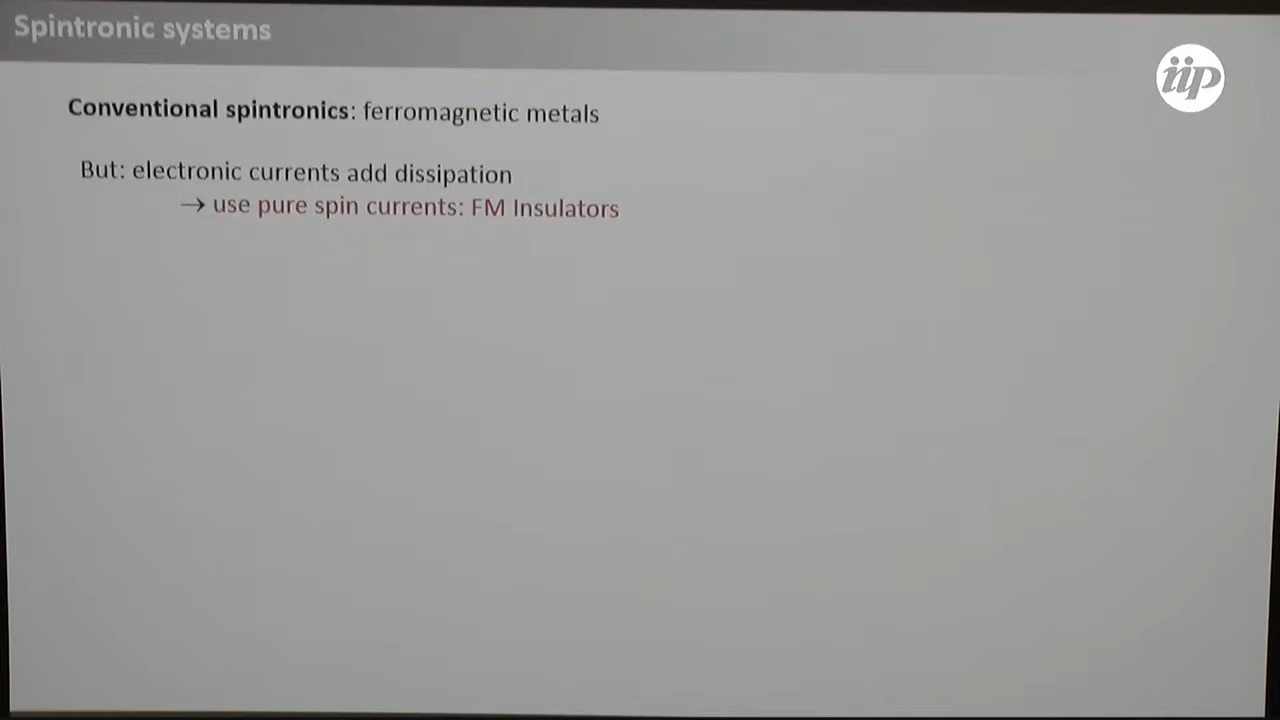 Spintronic systems
iip
Conventional spintronics: ferromagnetic metals
But: electronic currents add dissipation
→ use pure spin currents: FM Insulators